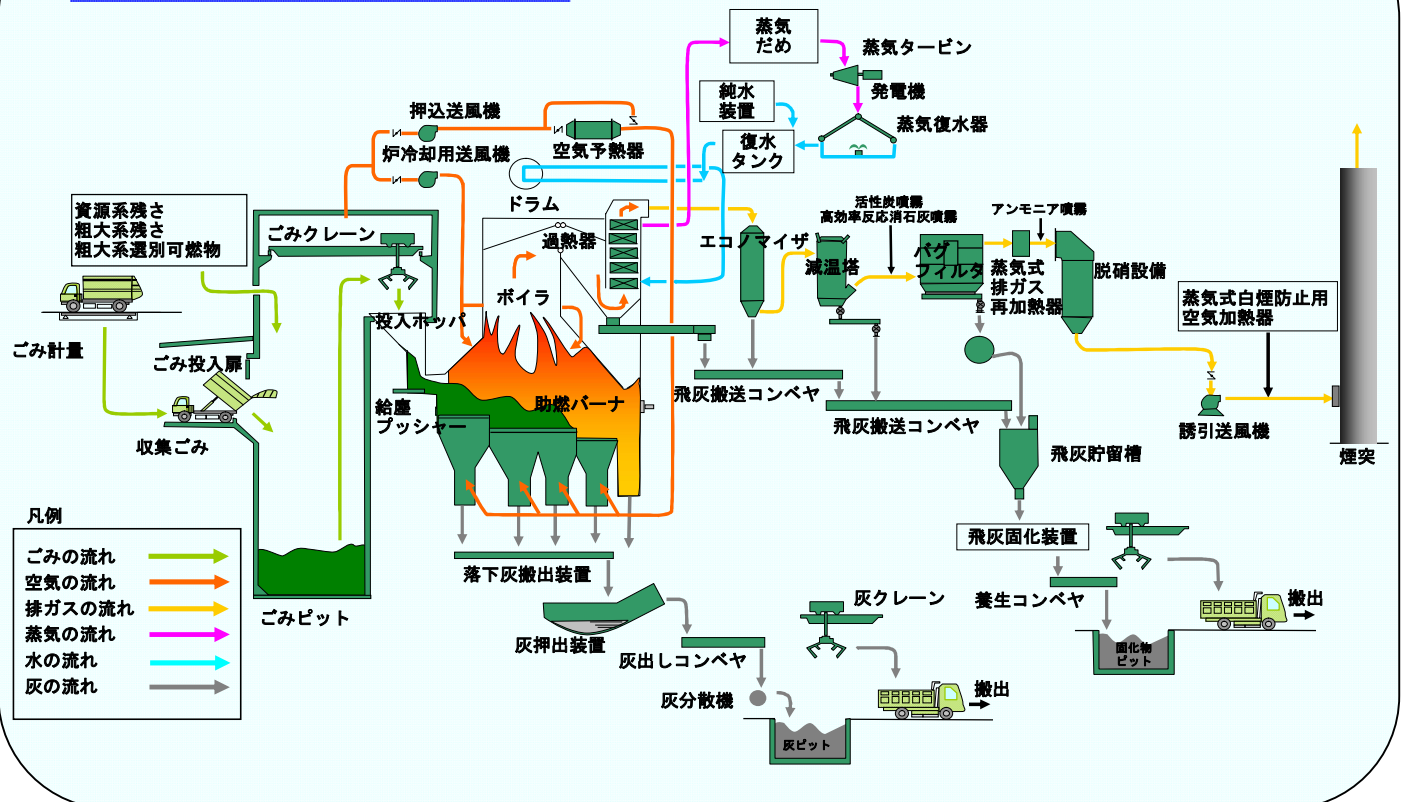 蒸気
だめ
蒸気タービン
発電機
純水
装置
蒸気復水器
復水
タンク
押込送風機
空気予熱器
炉冷却用送風機
ドラム
資源系残さ
粗大系残さ
粗大系選別可燃物
ごみクレーン
過熱器
エコノマイザ
活性炭噴霧
高効率反応消石灰噴霧
アンモニア噴霧
減温塔
バグ
フィルタ
蒸気式
排ガス
再加熱器
脱硝設備
ボイラ
投入ホッパ
蒸気式白煙防止用
空気加熱器
ごみ計量
ごみ投入扉
収集ごみ
給塵
プッシャー
助燃バーナ
飛灰搬送コンベヤ
飛灰搬送コンベヤ
誘引送風機
煙突
飛灰貯留槽
飛灰固化装置
養生コンベヤ
固化物
ピット
搬出
凡例
ごみの流れ
空気の流れ
排ガスの流れ
蒸気の流れ
水の流れ
灰の流れ
ごみピット
落下灰搬出装置
灰押出装置
灰出しコンベヤ
灰分散機
灰ピット
灰クレーン
搬出